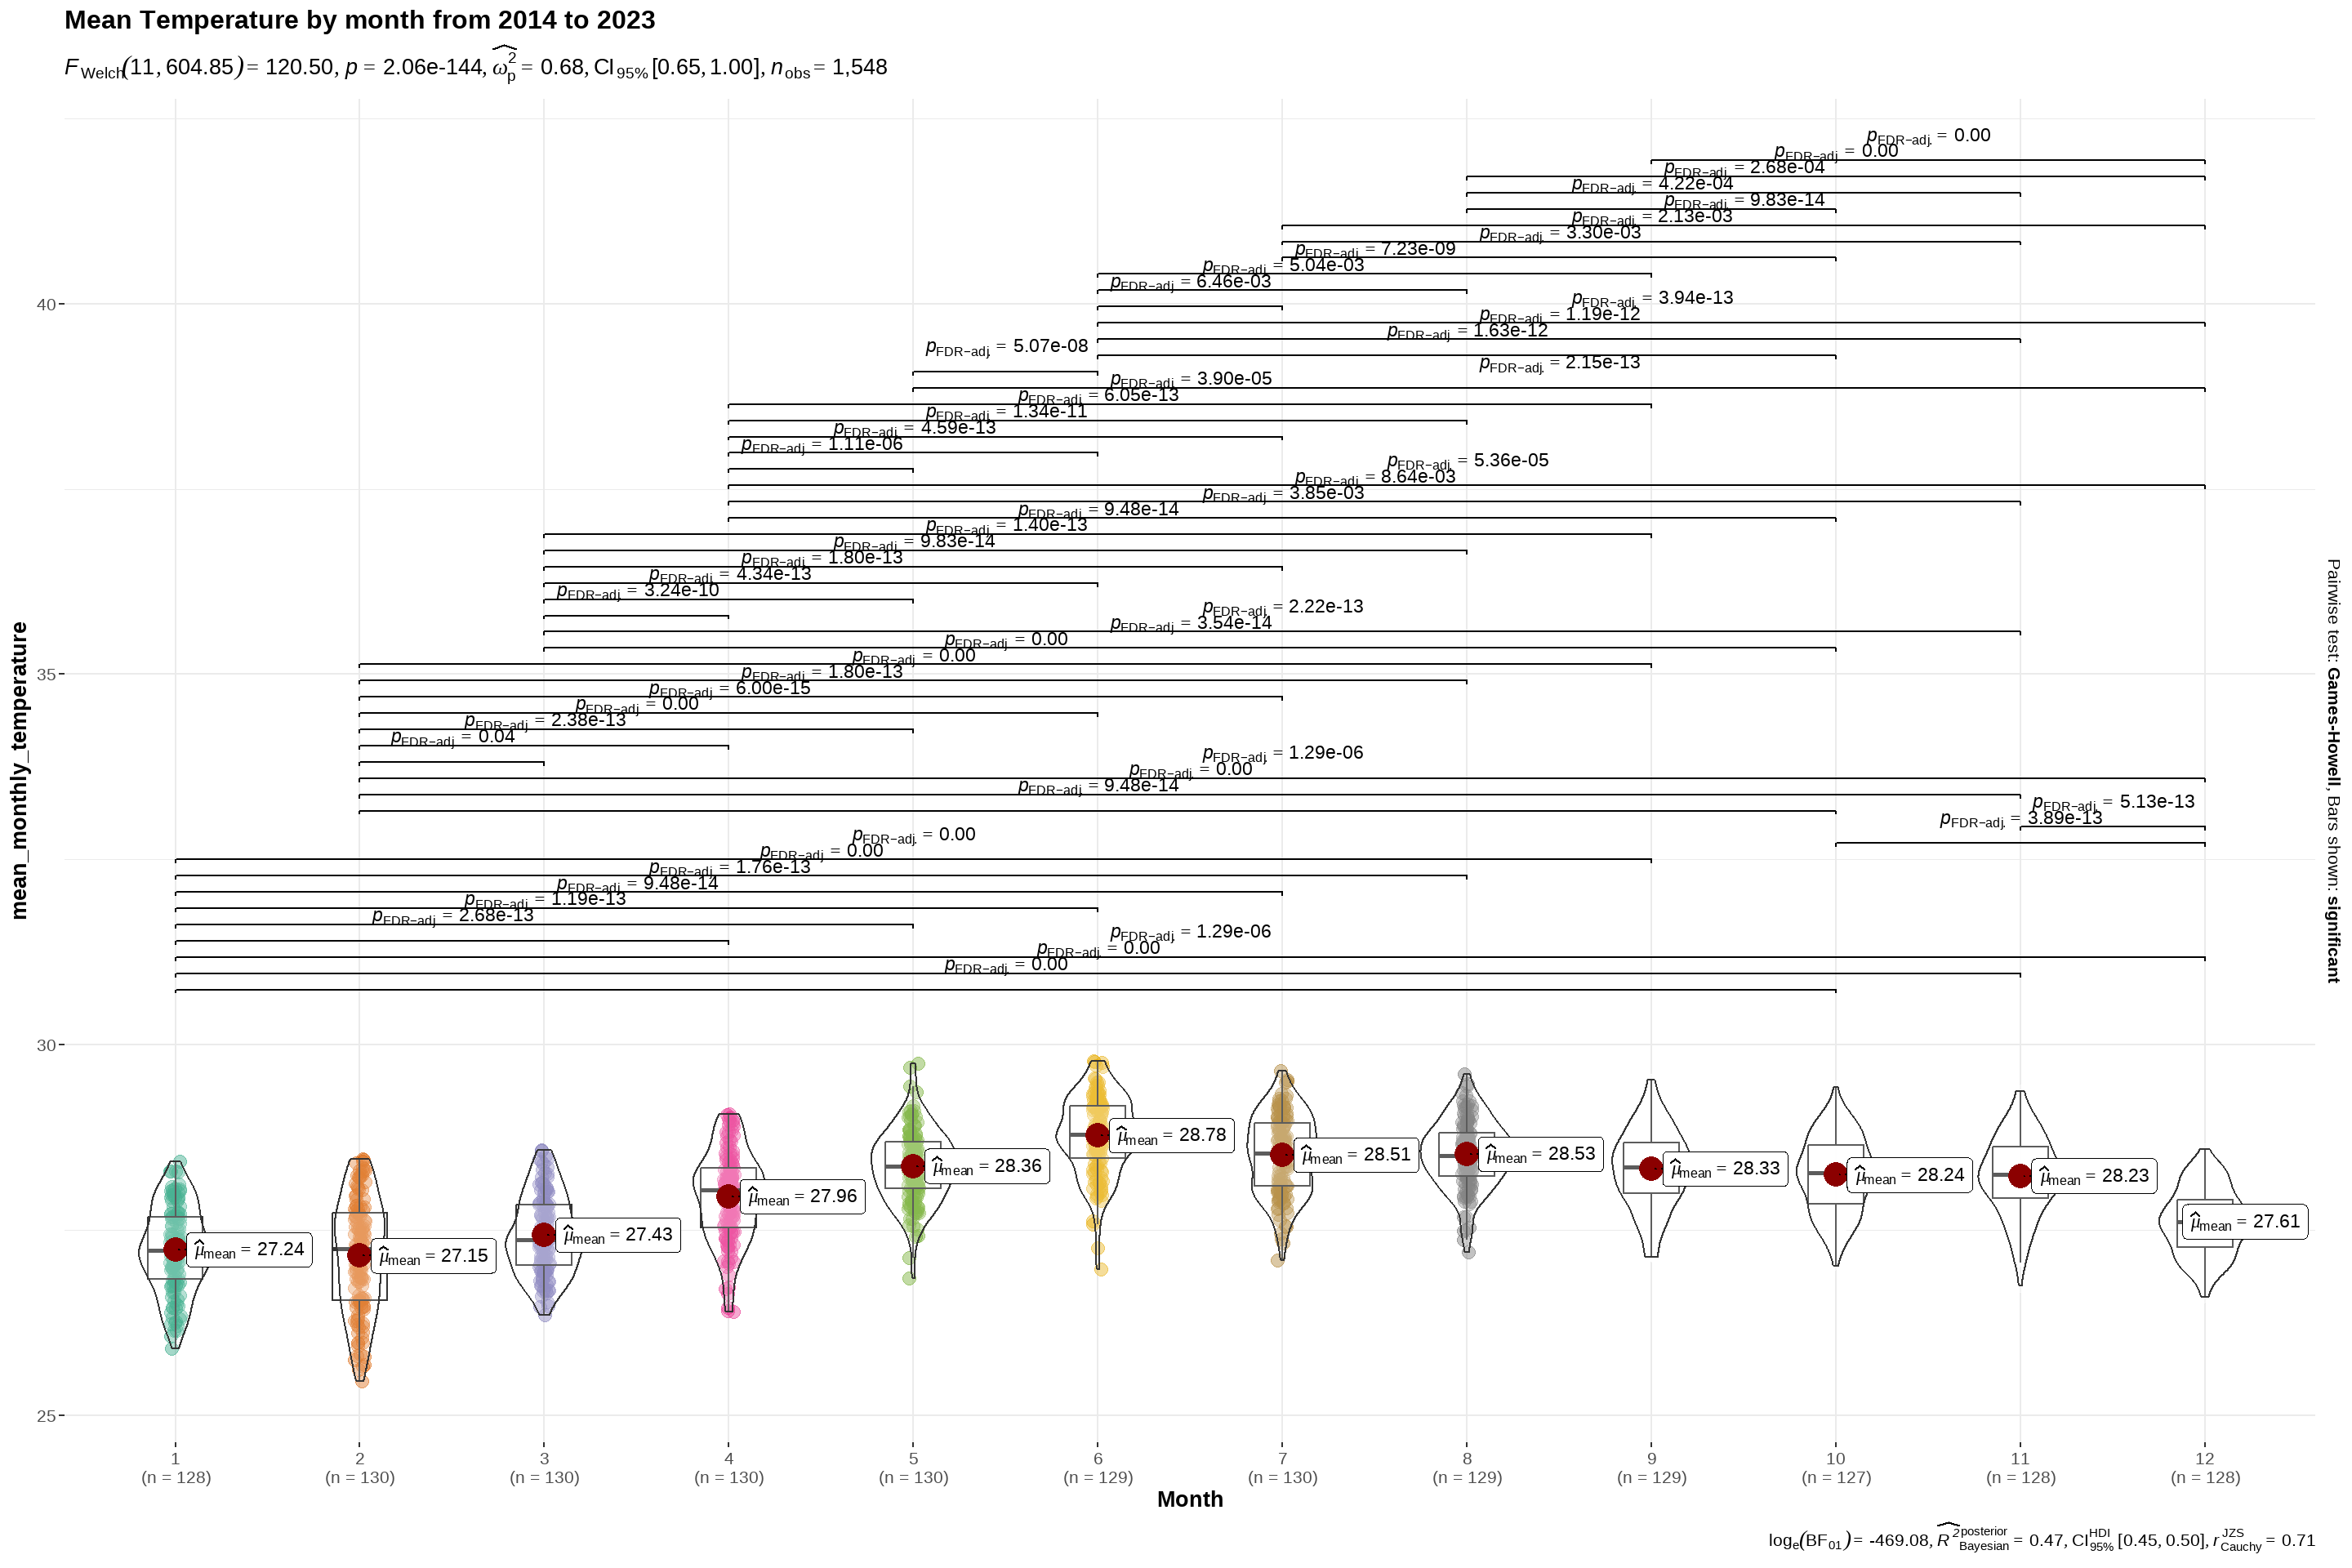 Mean Temperature by month from 2014 to 2023
F Welch (11, 604.85) = 120.50, p = 2.06e-144, ω̂²p = 0.68, CI 95% [0.65, 1.00], n obs = 1,548
pFDR−adj. = 0.00
pFDR−adj. = 0.00
pFDR−adj. = 2.68e-04
pFDR−adj. = 4.22e-04
pFDR−adj. = 9.83e-14
pFDR−adj. = 2.13e-03
pFDR−adj. = 3.30e-03
pFDR−adj. = 7.23e-09
pFDR−adj. = 5.04e-03
pFDR−adj. = 6.46e-03
pFDR−adj. = 3.94e-13
40
pFDR−adj. = 1.19e-12
pFDR−adj. = 1.63e-12
pFDR−adj. = 5.07e-08
pFDR−adj. = 2.15e-13
pFDR−adj. = 3.90e-05
pFDR−adj. = 6.05e-13
pFDR−adj. = 1.34e-11
pFDR−adj. = 4.59e-13
pFDR−adj. = 1.11e-06
pFDR−adj. = 5.36e-05
pFDR−adj. = 8.64e-03
pFDR−adj. = 3.85e-03
pFDR−adj. = 9.48e-14
pFDR−adj. = 1.40e-13
pFDR−adj. = 9.83e-14
pFDR−adj. = 1.80e-13
pFDR−adj. = 4.34e-13
pFDR−adj. = 3.24e-10
pFDR−adj. = 2.22e-13
pFDR−adj. = 3.54e-14
pFDR−adj. = 0.00
pFDR−adj. = 0.00
35
pFDR−adj. = 1.80e-13
pFDR−adj. = 6.00e-15
pFDR−adj. = 0.00
pFDR−adj. = 2.38e-13
pFDR−adj. = 0.04
pFDR−adj. = 1.29e-06
pFDR−adj. = 0.00
pFDR−adj. = 9.48e-14
pFDR−adj. = 5.13e-13
pFDR−adj. = 3.89e-13
pFDR−adj. = 0.00
pFDR−adj. = 0.00
pFDR−adj. = 1.76e-13
pFDR−adj. = 9.48e-14
pFDR−adj. = 1.19e-13
pFDR−adj. = 2.68e-13
pFDR−adj. = 1.29e-06
pFDR−adj. = 0.00
pFDR−adj. = 0.00
mean_monthly_temperature
Pairwise test: Games-Howell, Bars shown: significant
30
μ̂mean = 27.24
μ̂mean = 27.15
μ̂mean = 27.43
μ̂mean = 27.96
μ̂mean = 28.36
μ̂mean = 28.78
μ̂mean = 28.51
μ̂mean = 28.53
μ̂mean = 28.33
μ̂mean = 28.24
μ̂mean = 28.23
μ̂mean = 27.61
25
1 2 3 4 5 6 7 8 9 10 11 12
(n = 128) (n = 130) (n = 130) (n = 130) (n = 130) (n = 129) (n = 130) (n = 129) (n = 129) (n = 127) (n = 128) (n = 128)
Month
loge(BF01) = -469.08, R̂² posterior Bayesian = 0.47, CI HDI 95% [0.45, 0.50], r JZS Cauchy = 0.71